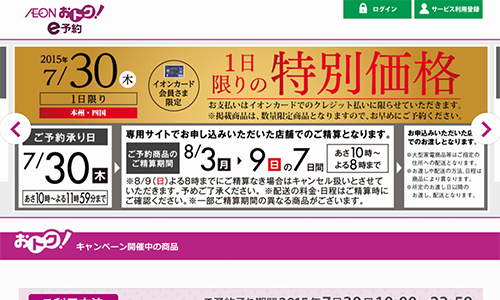 ÆON おトク!
e予約
ログイン
サービス利用登録
2015年
7/30木
1日限り
本州・四国
イオンカード
会員さま
限定
1日
限りの特別価格
お支払いはイオンカードでのクレジット払いに限らせていただきます。
※掲載商品は、数量限定商品となりますので、お早めにご予約ください。
ご予約承り日
7/30木
あさ10時~よる11時59分まで
専用サイトでお申し込みいただいた店舗でのご精算となります。
ご予約商品の
ご精算期間
8/3月 9日の7日間
あさ10時~
よる8時まで
※8/9(日)よる8時までにご精算なき場合はキャンセル扱いとさせて
いただきます。予めご了承ください。※配送の料金・日程はご精算時に
ご確認ください。※一部ご精算期間の異なる商品がございます。
お申込みいただいた店
でのお渡しとなります。
※大型家電商品等はご指定の
住所への配送となります。
※お渡しや配送の方法、日程は
商品により異なります。
※所定のお渡し日以降の
お渡し、配送となります。
おトク!
キャンペーン開催中の商品